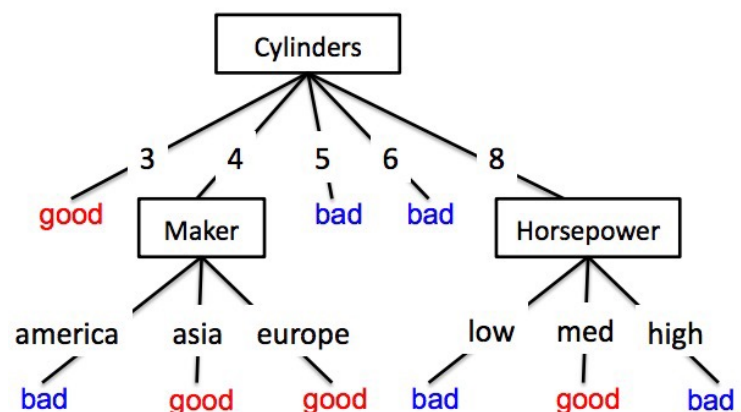 Cylinders
3 4 5 6 8
good Maker bad bad Horsepower
america asia europe low med high
bad good good bad good bad